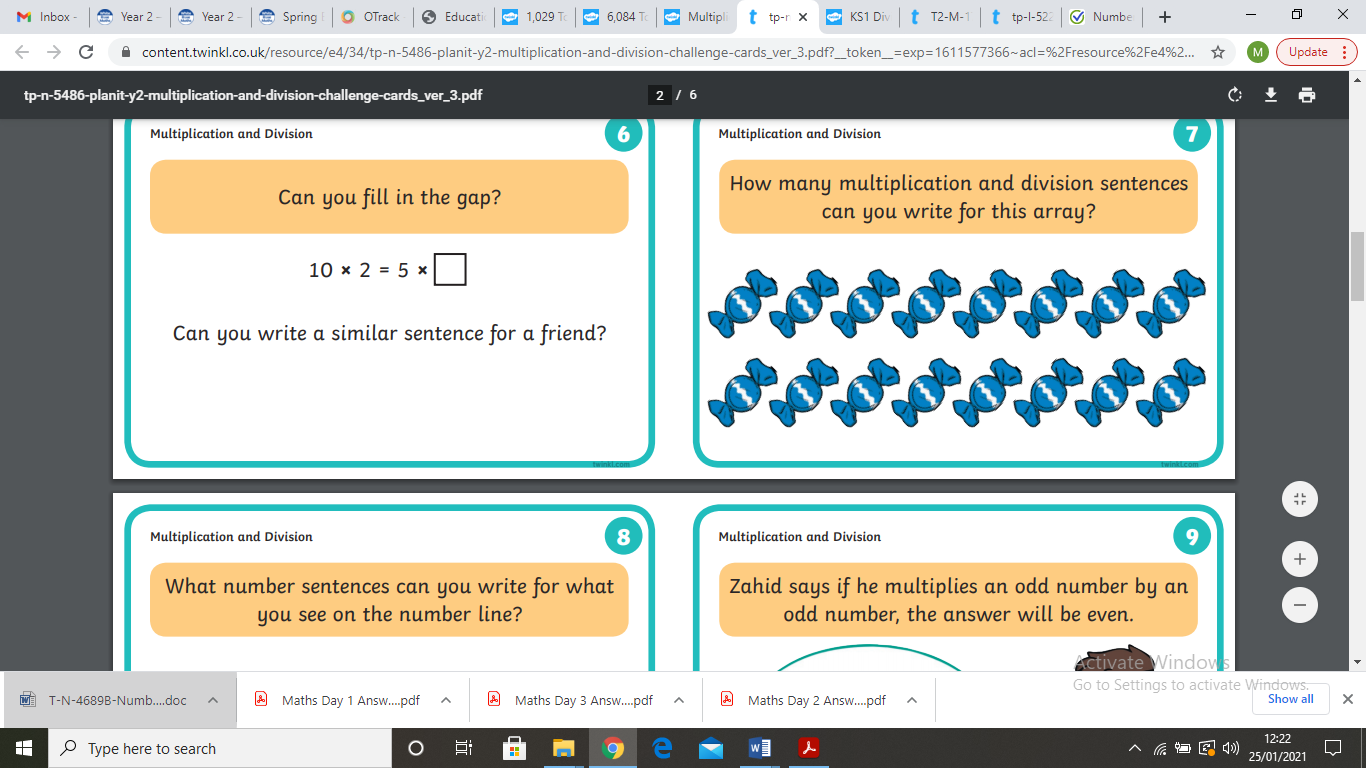 Inbox -
Year 2 -
Year 2 -
Spring
OTrack
Educati
1,029 T
6,084 T
Multipl
tp-r
KS1 Div
T2-M-
tp-l-522
Numbe
content.twinkl.co.uk/resource/e4/34/tp-n-5486-planit-y2-multiplication-and-division-challenge-cards_ver_3.pdf?__token__=exp=1611577366~acl=%2Fresource%2Fe4%2...
M
Update
tp-n-5486-planit-y2-multiplication-and-division-challenge-cards_ver_3.pdf
2 / 6
Multiplication and Division
6
Can you fill in the gap?
10 × 2 = 5 ×
Can you write a similar sentence for a friend?
twinkl.com
Multiplication and Division
7
How many multiplication and division sentences
can you write for this array?
twinkl.com
Multiplication and Division
8
What number sentences can you write for what
you see on the number line?
Multiplication and Division
9
Zahid says if he multiplies an odd number by an
odd number, the answer will be even.
Activate Windows
Go to Settings to activate Windows.
T-N-4689B-Numb....doc
Maths Day 1 Answ....pdf
Maths Day 3 Answ....pdf
Maths Day 2 Answ....pdf
Show all
Type here to search
12:22
25/01/2021